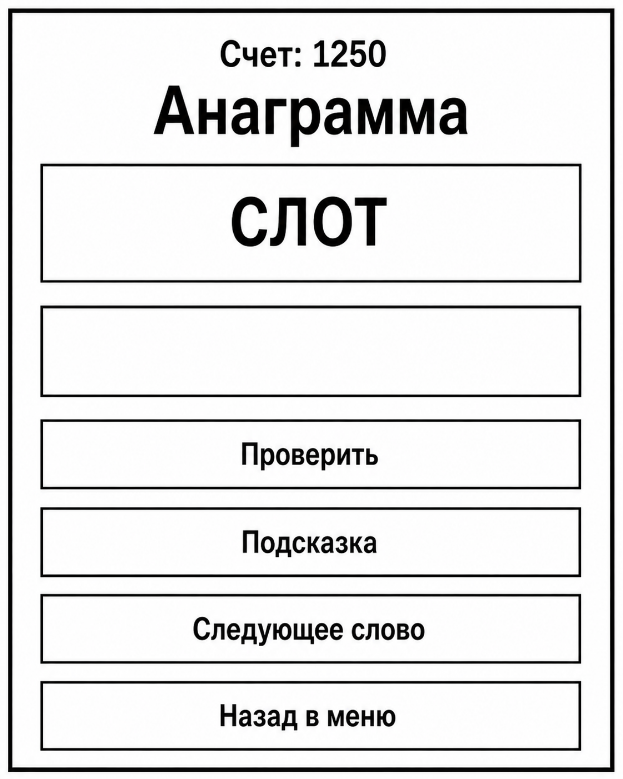 Счет: 1250
Анаграмма
СЛОТ
Проверить
Подсказка
Следующее слово
Назад в меню